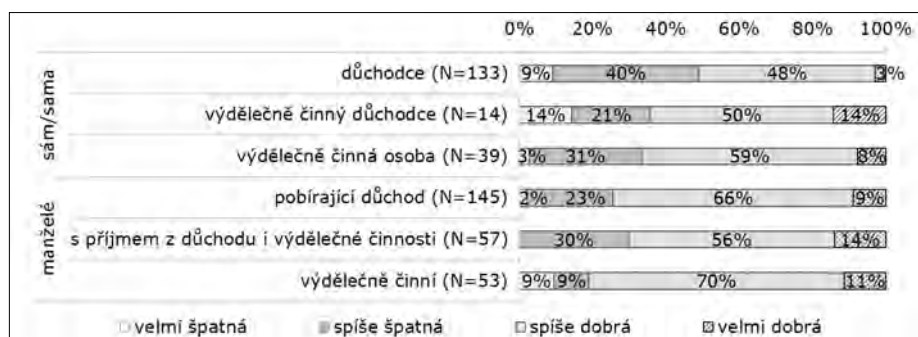 0% 20% 40% 60% 80% 100%
sám/sama
důchodce (N=133) 9% 40% 48% 3%
výdělečně činný důchodce (N=14) 14% 21% 50% 14%
výdělečně činná osoba (N=39) 3% 31% 59% 8%
manželé
pobírající důchod (N=145) 2% 23% 66% 9%
s příjmem z důchodu i výdělečné činnosti (N=57) 30% 56% 14%
výdělečně činní (N=53) 9% 9% 70% 11%
velmi špatná spíše špatná spíše dobrá velmi dobrá